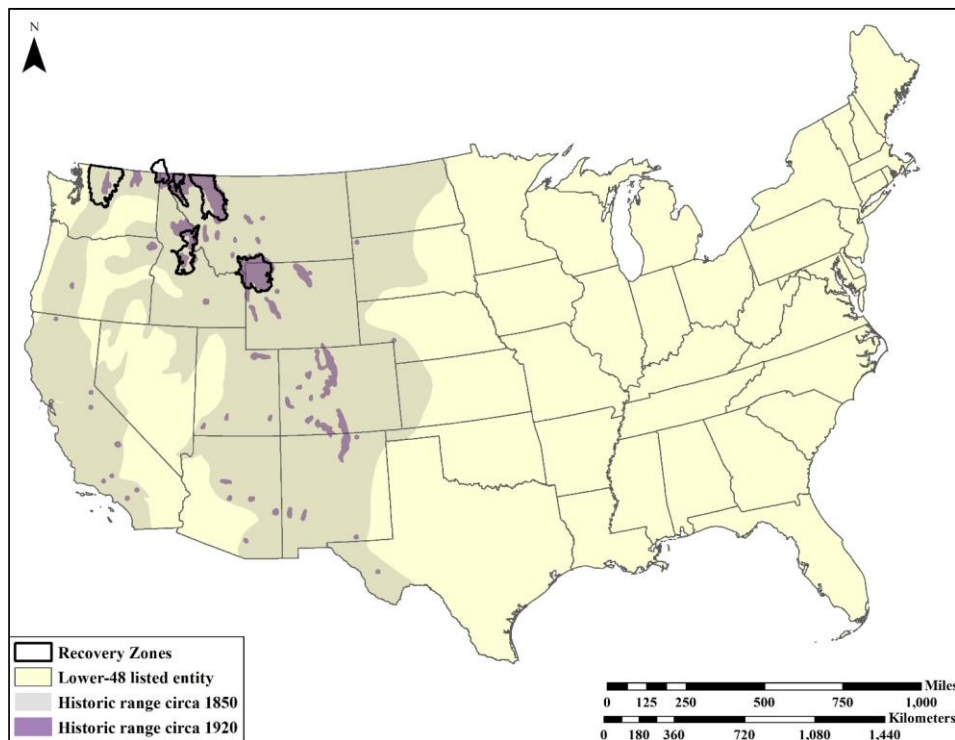 N
Recovery Zones
Lower-48 listed entity
Historic range circa 1850
Historic range circa 1920
Miles
0 125 250 500 750 1,000
Kilometers
0 180 360 720 1,080 1,440